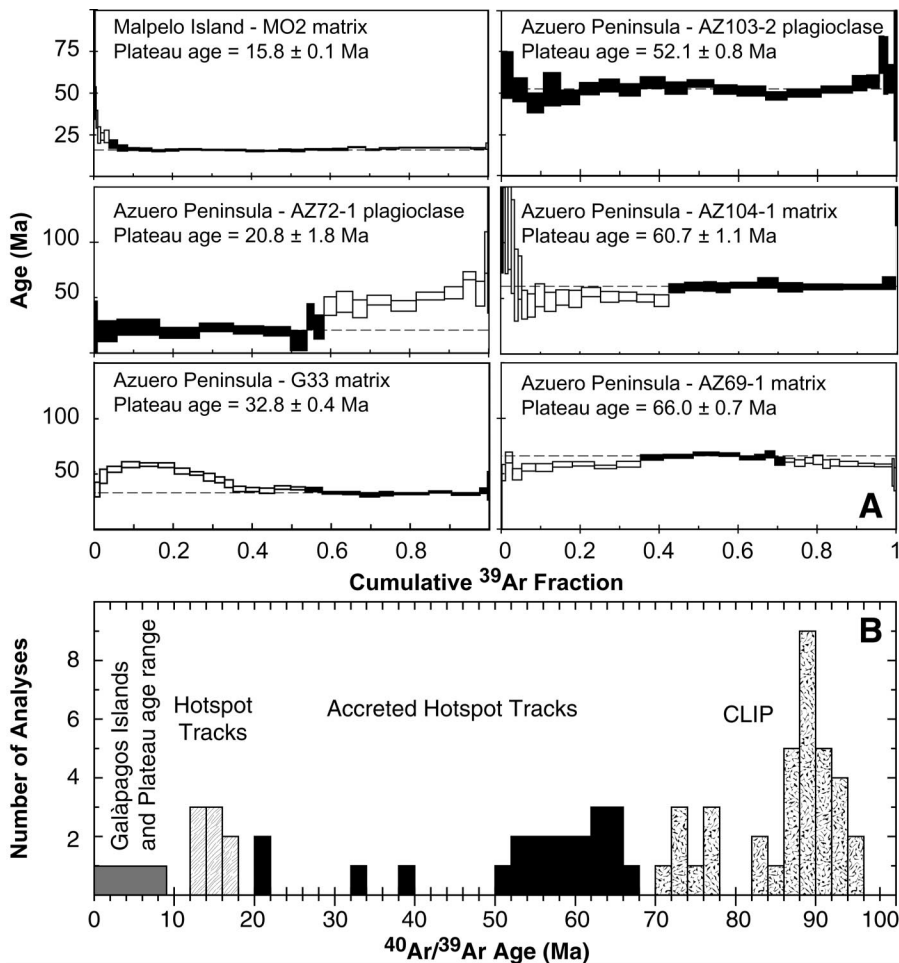 Malpelo Island - MO2 matrix
Plateau age = 15.8 ± 0.1 Ma
Azuero Peninsula - AZ103-2 plagioclase
Plateau age = 52.1 ± 0.8 Ma
75
50
25
Azuero Peninsula - AZ72-1 plagioclase
Plateau age = 20.8 ± 1.8 Ma
Azuero Peninsula - AZ104-1 matrix
Plateau age = 60.7 ± 1.1 Ma
100
50
Age (Ma)
Azuero Peninsula - G33 matrix
Plateau age = 32.8 ± 0.4 Ma
Azuero Peninsula - AZ69-1 matrix
Plateau age = 66.0 ± 0.7 Ma
100
50
A
0 0.2 0.4 0.6 0.8 0 0.2 0.4 0.6 0.8 1
Cumulative ³⁹Ar Fraction
B
Number of Analyses
8
6
4
2
Galàpagos Islands
and Plateau age range
Hotspot
Tracks
Accreted Hotspot Tracks
CLIP
0 10 20 30 40 50 60 70 80 90 100
⁴⁰Ar/³⁹Ar Age (Ma)